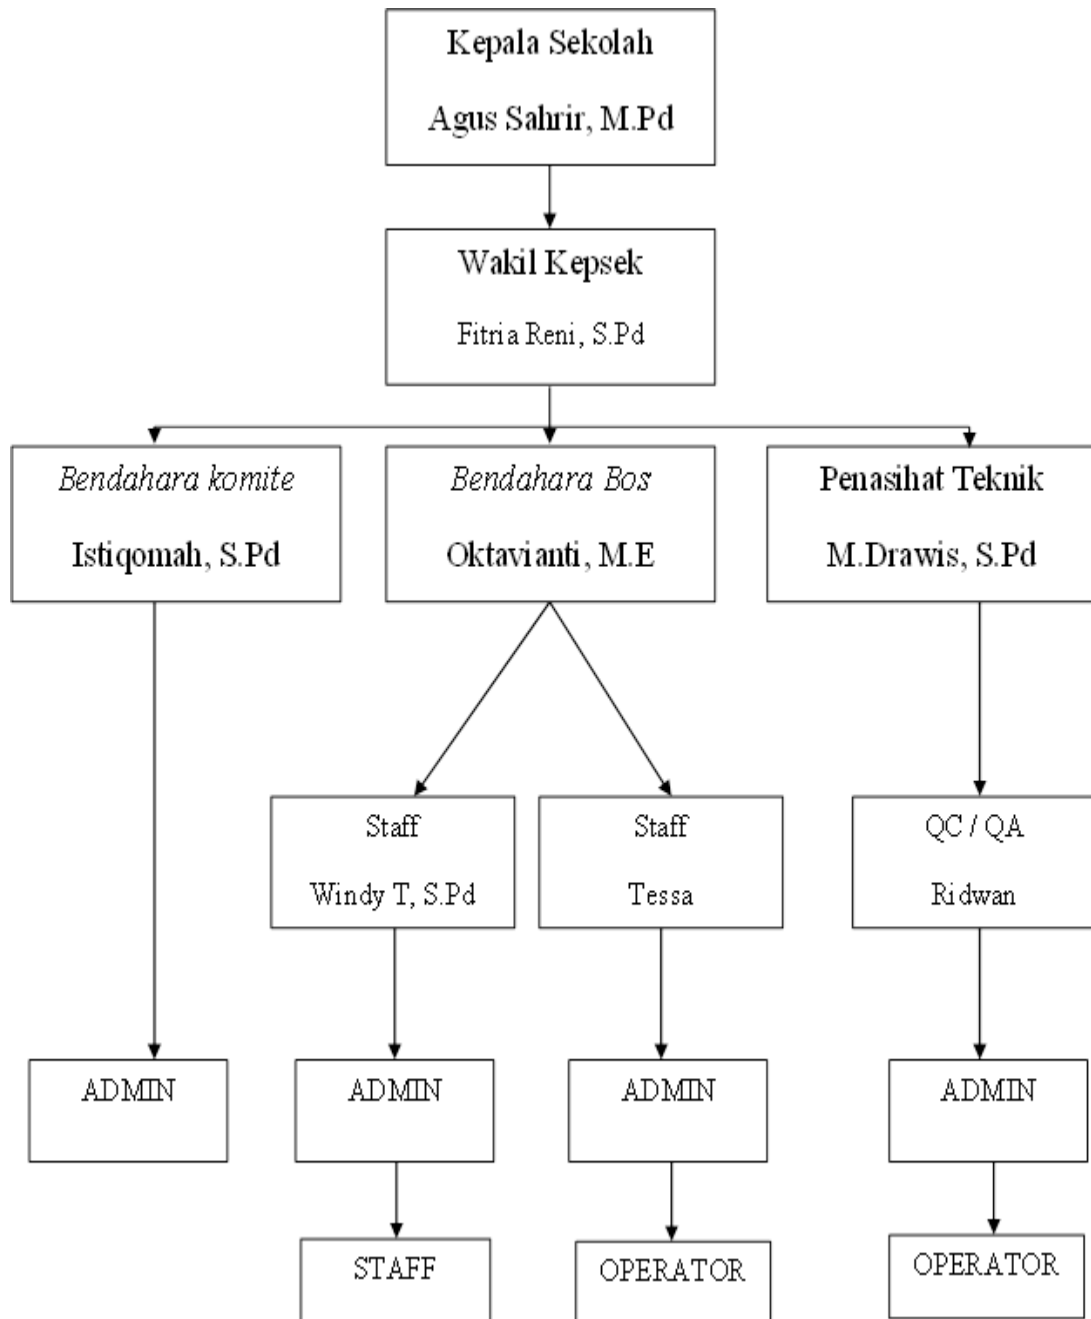 Kepala Sekolah
Agus Sahrir, M.Pd
Wakil Kepsek
Fitria Reni, S.Pd
Bendahara komite
Istiqomah, S.Pd
Bendahara Bos
Oktavianti, M.E
Penasihat Teknik
M.Drawis, S.Pd
Staff
Windy T, S.Pd
Staff
Tessa
QC / QA
Ridwan
ADMIN
ADMIN
ADMIN
ADMIN
STAFF
OPERATOR
OPERATOR